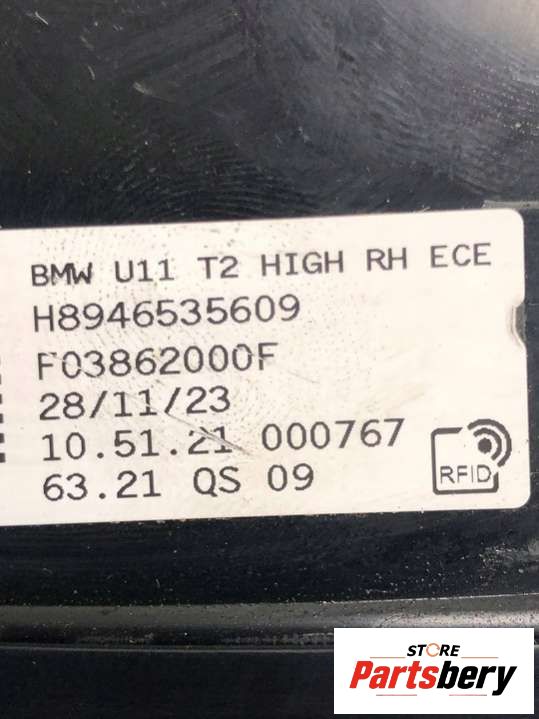 BMW U11 T2 HIGH RH ECE
H8946535609
F03862000F
28/11/23
10.51.21 000767
63.21 QS 09
RFID
STORE
Partsbery